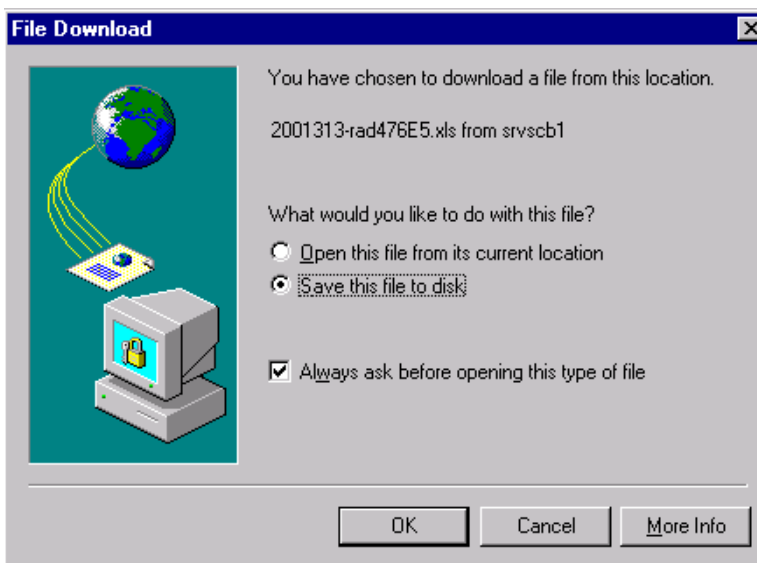 File Download
You have chosen to download a file from this location.
2001313-rad476E5.xls from srvscb1
What would you like to do with this file?
Open this file from its current location
Save this file to disk
Always ask before opening this type of file
OK
Cancel
More Info